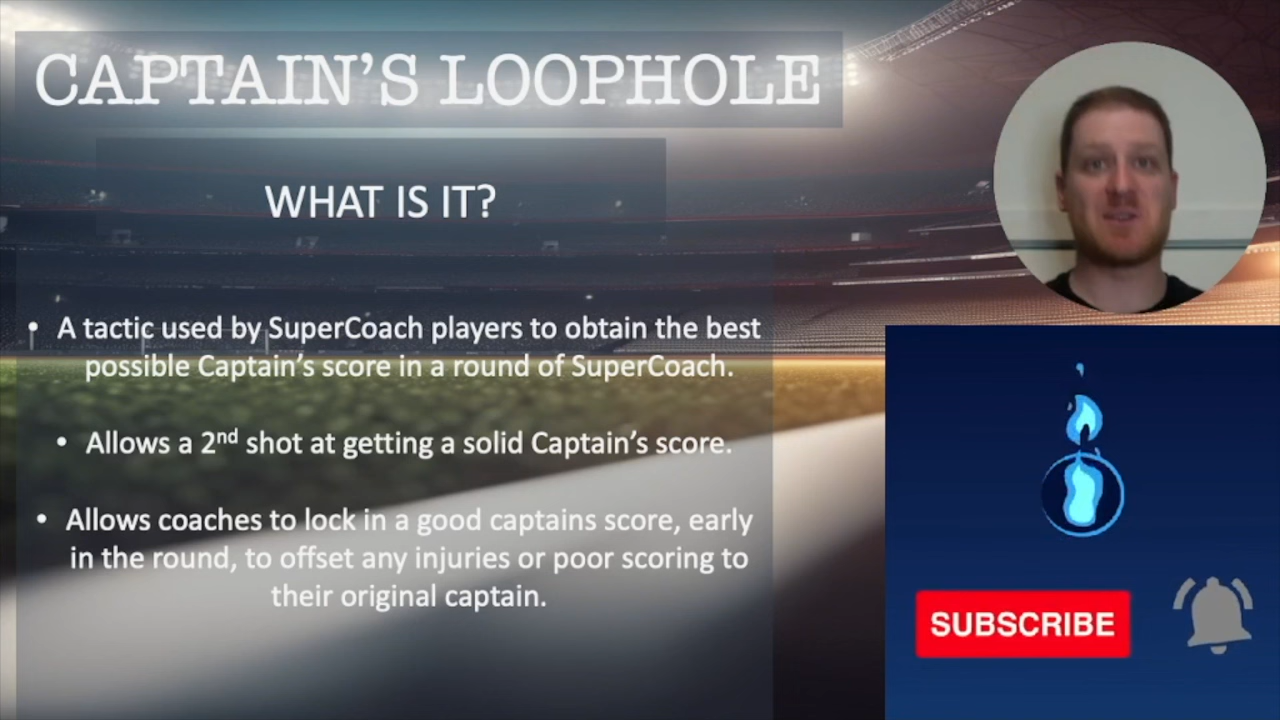 CAPTAIN'S LOOPHOLE
WHAT IS IT?
• A tactic used by SuperCoach players to obtain the best
possible Captain's score in a round of SuperCoach.
• Allows a 2nd shot at getting a solid Captain's score.
• Allows coaches to lock in a good captains score, early
in the round, to offset any injuries or poor scoring to
their original captain.
SUBSCRIBE